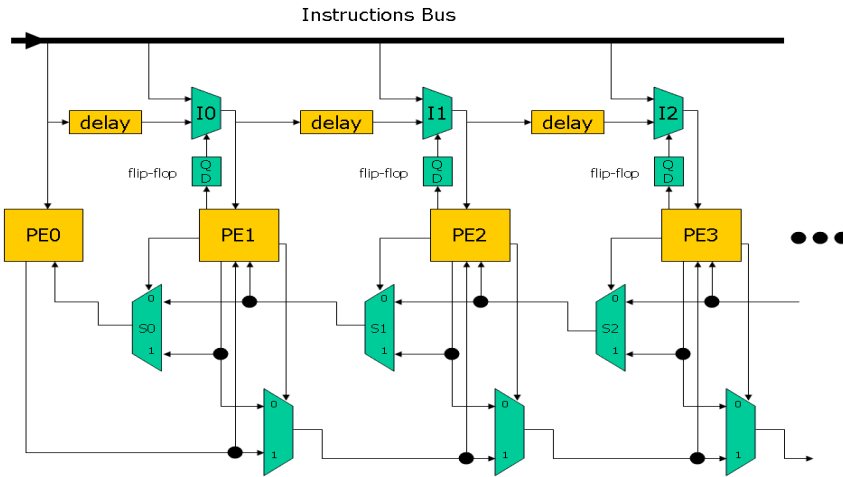 Instructions Bus
I0
I1
I2
delay
delay
delay
flip-flop
Q
D
flip-flop
Q
D
flip-flop
Q
D
PE0
PE1
PE2
PE3
0
S0
1
0
S1
1
0
S2
1
0
1
0
1
0
1